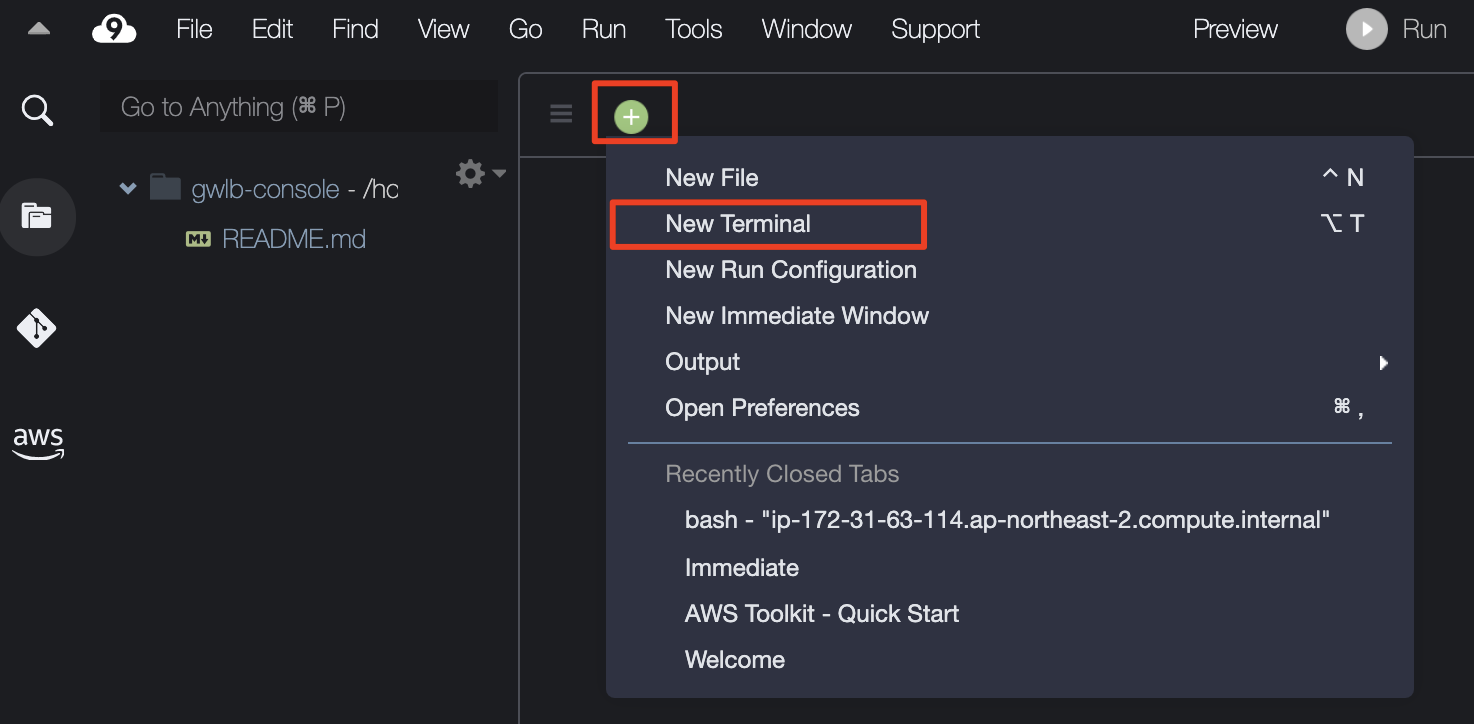 9 File Edit Find View Go Run Tools Window Support Preview Run
Go to Anything (⌘ P)
gwlb-console - /hc
README.md
aws
New File ^ N
New Terminal ⌥ T
New Run Configuration
New Immediate Window
Output
Open Preferences ⌘ ,
Recently Closed Tabs
bash - "ip-172-31-63-114.ap-northeast-2.compute.internal"
Immediate
AWS Toolkit - Quick Start
Welcome